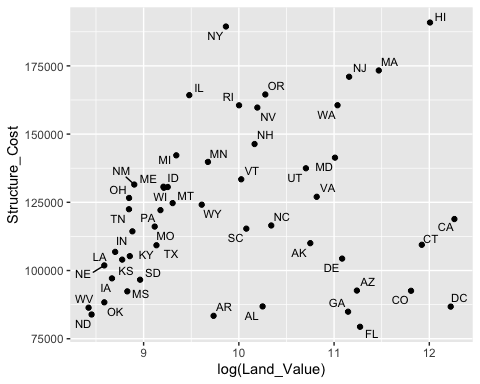 HI
NY
MA
NJ
IL
OR
RI
NV
WA
NH
MI
MN
MD
NM
ME
ID
VT
UT
OH
WI
MT
VA
WY
TN
PA
NC
CA
MO
SC
CT
IN
KY
TX
AK
LA
DE
NE
KS
SD
IA
AZ
MS
CO
DC
WV
OK
AR
AL
GA
ND
FL
175000
150000
125000
100000
75000
Structure_Cost
9
10
11
12
log(Land_Value)